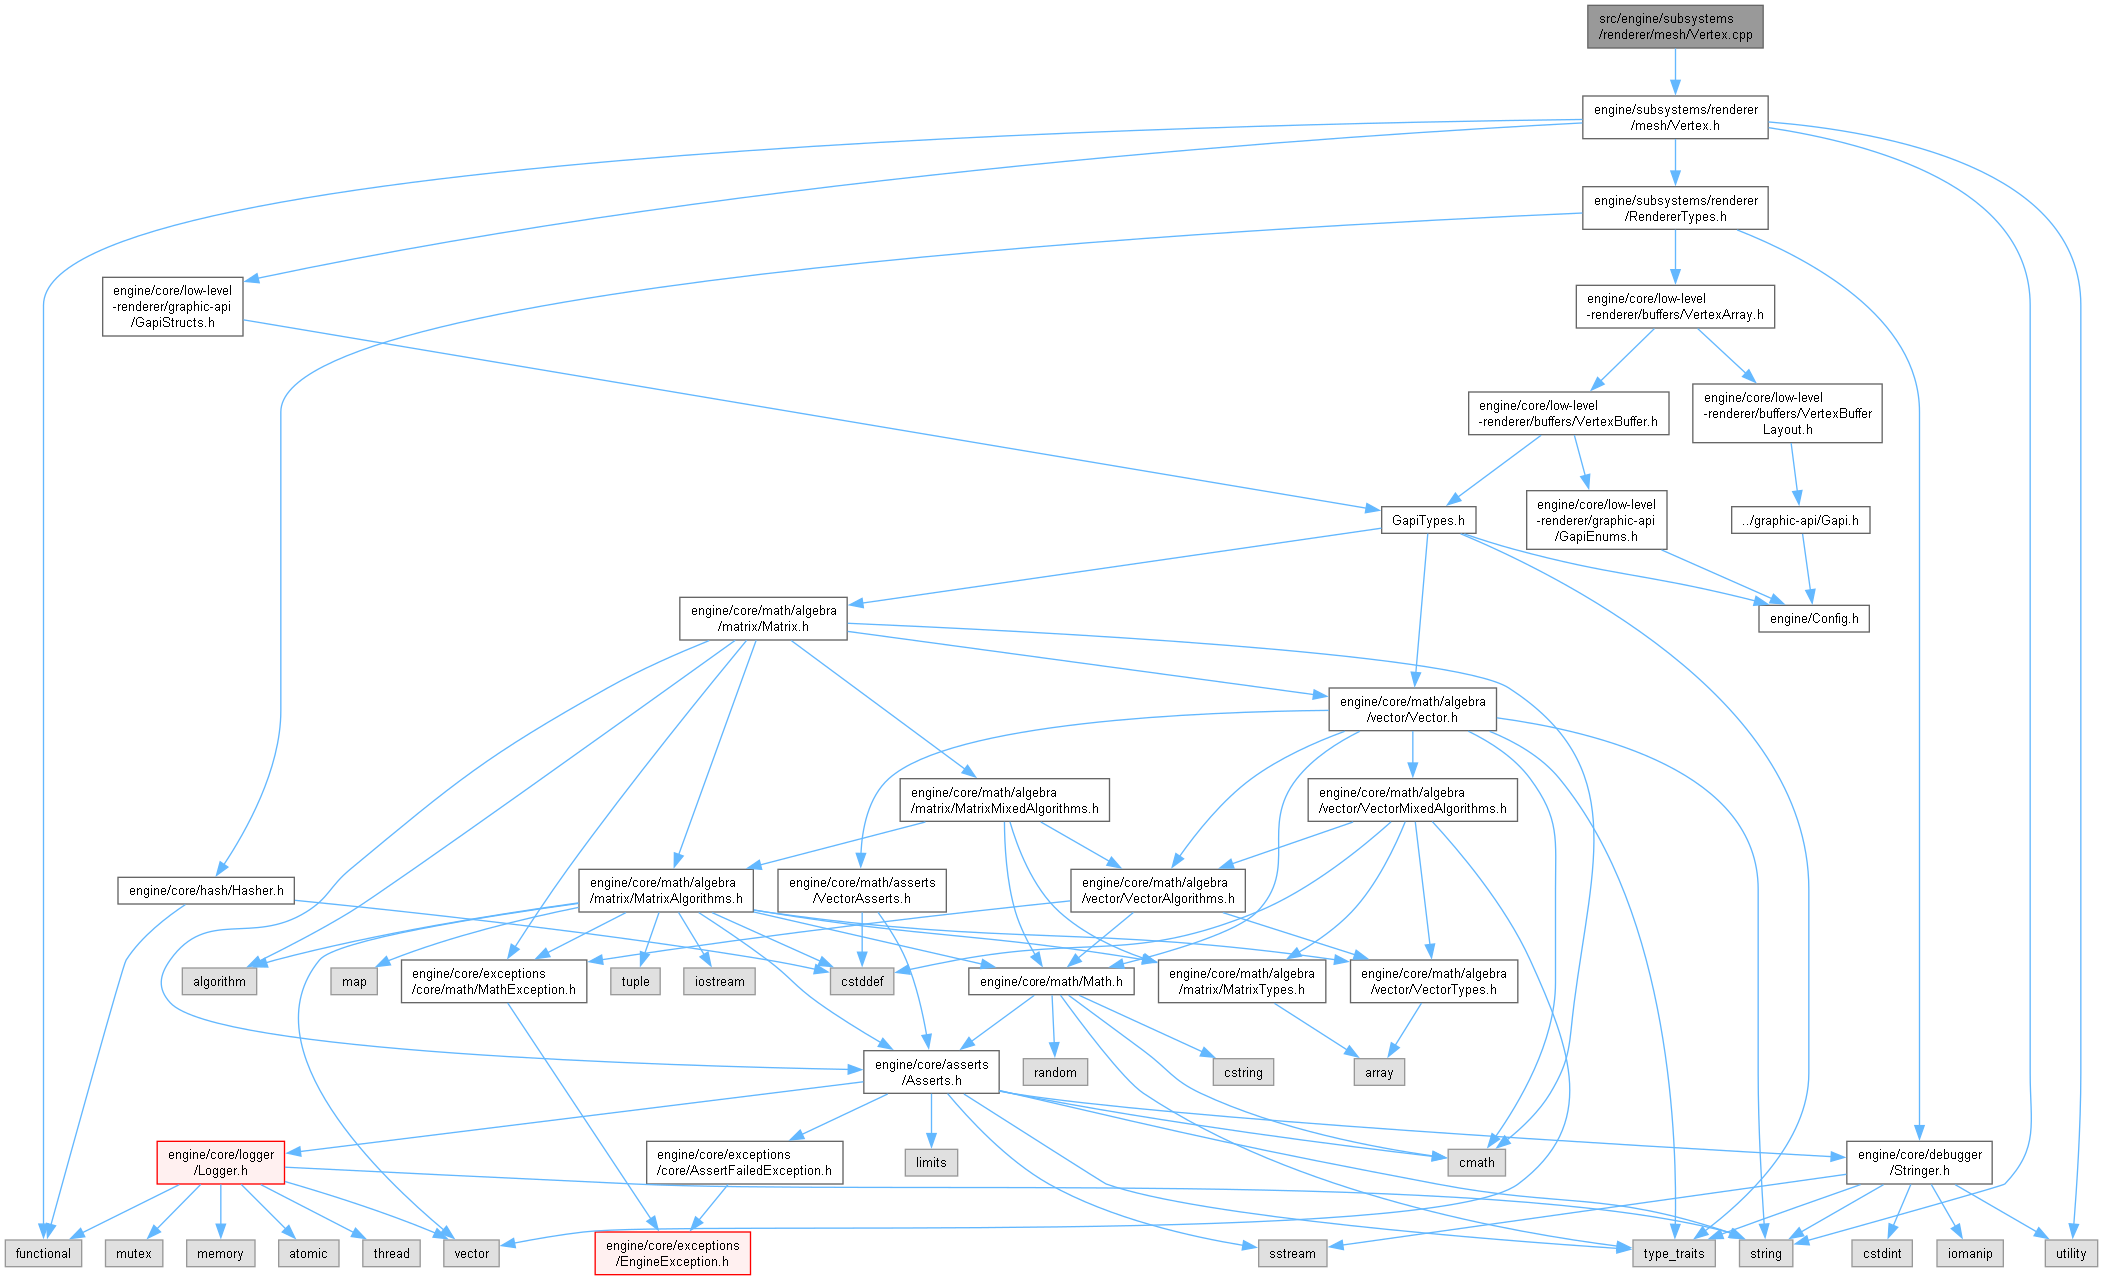 src/engine/subsystems
/renderer/mesh/Vertex.cpp
engine/subsystems/renderer
/mesh/Vertex.h
engine/subsystems/renderer
/RendererTypes.h
engine/core/low-level
-renderer/graphic-api
/GapiStructs.h
engine/core/low-level
-renderer/buffers/VertexArray.h
engine/core/low-level
-renderer/buffers/VertexBuffer.h
engine/core/low-level
-renderer/buffers/VertexBuffer
Layout.h
GapiTypes.h
engine/core/low-level
-renderer/graphic-api
/GapiEnums.h
../graphic-api/Gapi.h
engine/core/math/algebra
/matrix/Matrix.h
engine/Config.h
engine/core/math/algebra
/vector/Vector.h
engine/core/math/algebra
/matrix/MatrixMixedAlgorithms.h
engine/core/math/algebra
/vector/VectorMixedAlgorithms.h
engine/core/hash/Hasher.h
engine/core/math/algebra
/matrix/MatrixAlgorithms.h
engine/core/math/asserts
/VectorAsserts.h
engine/core/math/algebra
/vector/VectorAlgorithms.h
algorithm
map
engine/core/exceptions
/core/math/MathException.h
tuple
iostream
cstddef
engine/core/math/Math.h
engine/core/math/algebra
/matrix/MatrixTypes.h
engine/core/math/algebra
/vector/VectorTypes.h
engine/core/asserts
/Asserts.h
random
cstring
array
engine/core/logger
/Logger.h
engine/core/exceptions
/core/AssertFailedException.h
limits
cmath
engine/core/debugger
/Stringer.h
functional
mutex
memory
atomic
thread
vector
engine/core/exceptions
/EngineException.h
sstream
type_traits
string
cstdint
iomanip
utility